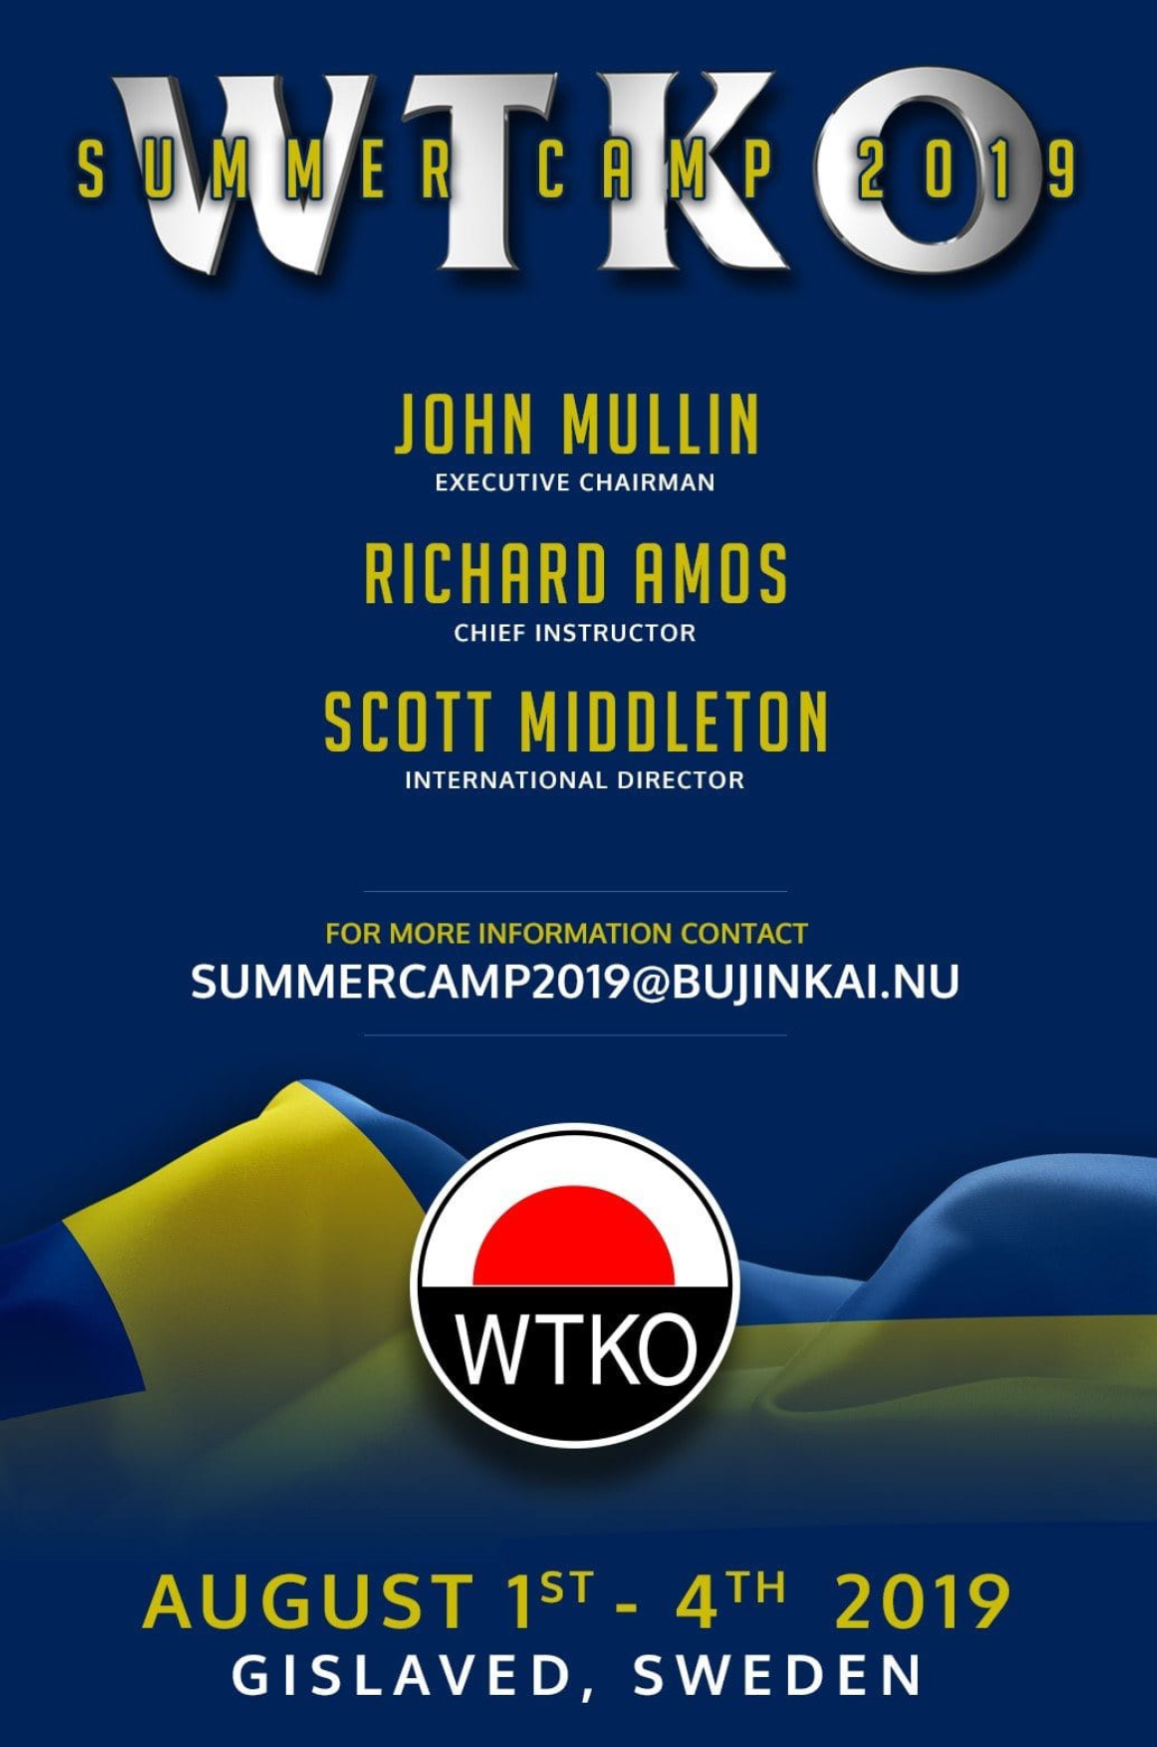 WTKO
SUMMER CAMP 2019
JOHN MULLIN
EXECUTIVE CHAIRMAN
RICHARD AMOS
CHIEF INSTRUCTOR
SCOTT MIDDLETON
INTERNATIONAL DIRECTOR
FOR MORE INFORMATION CONTACT
SUMMERCAMP2019@BUJINKAI.NU
WTKO
AUGUST 1ST - 4TH 2019
GISLAVED, SWEDEN